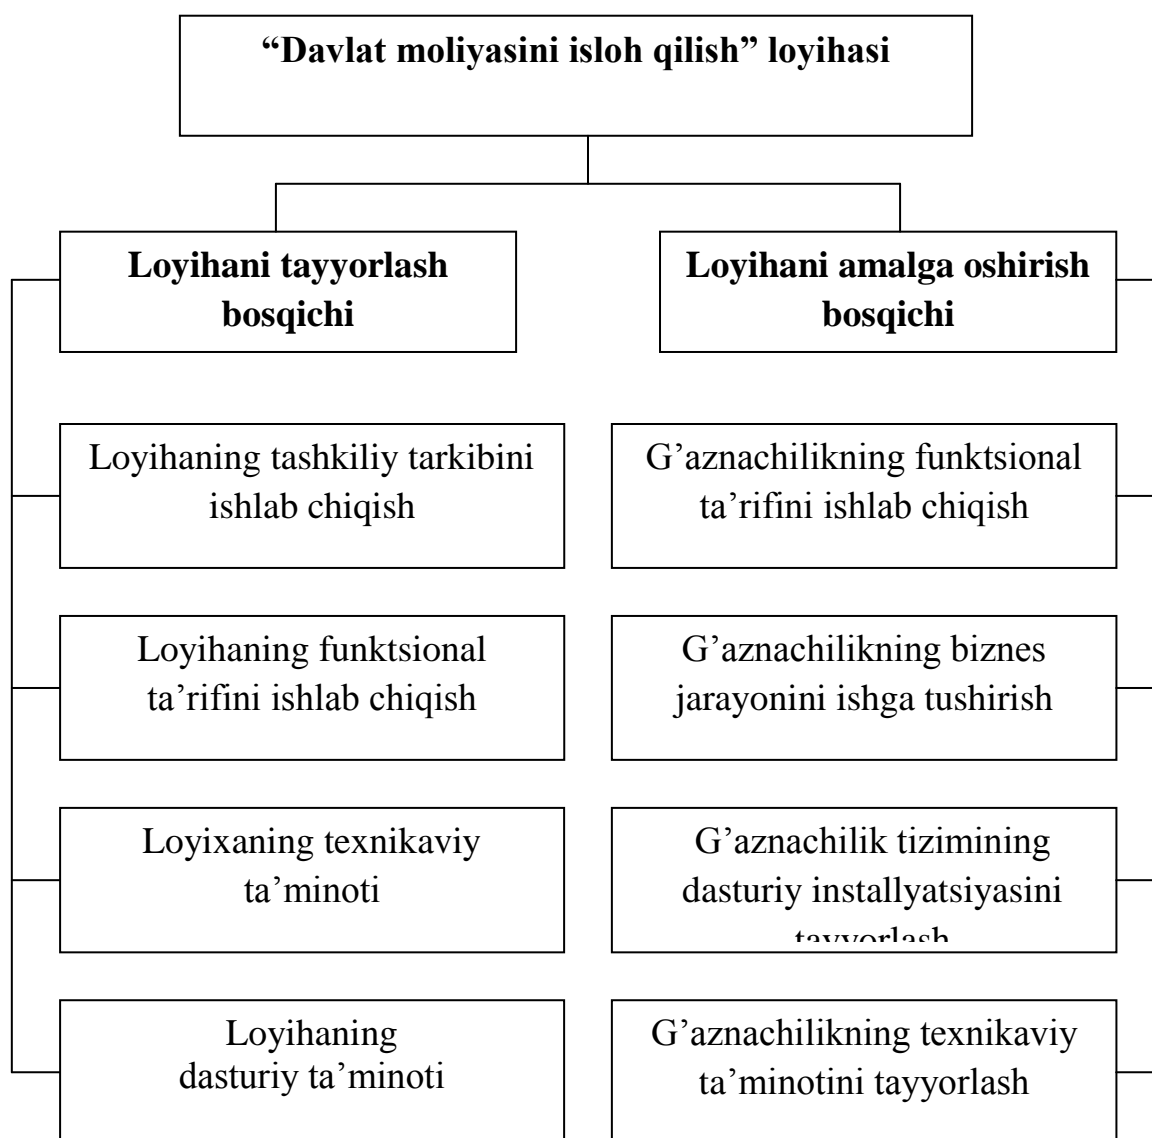 “Davlat moliyasini isloh qilish” loyihasi
Loyihani tayyorlash
bosqichi
Loyihani amalga oshirish
bosqichi
Loyihaning tashkiliy tarkibini
ishlab chiqish
G’aznachilikning funktsional
ta’rifini ishlab chiqish
Loyihaning funktsional
ta’rifini ishlab chiqish
G’aznachilikning biznes
jarayonini ishga tushirish
Loyixaning texnikaviy
ta’minoti
G’aznachilik tizimining
dasturiy installyatsiyasini
tayyorlash
Loyihaning
dasturiy ta’minoti
G’aznachilikning texnikaviy
ta’minotini tayyorlash